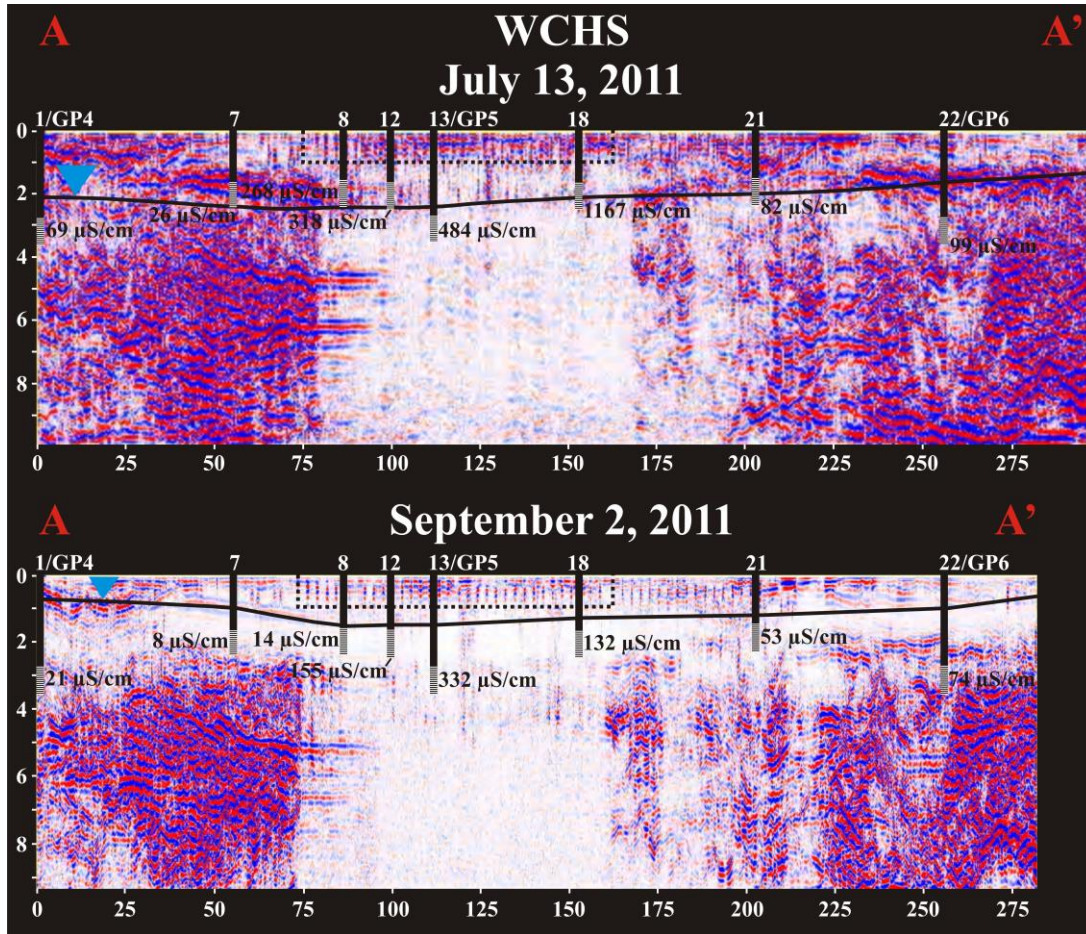 A WCHS A’
July 13, 2011
1/GP4 7 8 12 13/GP5 18 21 22/GP6
0
2
4
6
8
69 µS/cm
26 µS/cm
268 µS/cm
318 µS/cm
484 µS/cm
1167 µS/cm
82 µS/cm
99 µS/cm
0 25 50 75 100 125 150 175 200 225 250 275
A September 2, 2011 A’
1/GP4 7 8 12 13/GP5 18 21 22/GP6
0
2
4
6
8
21 µS/cm
8 µS/cm
14 µS/cm
155 µS/cm
332 µS/cm
132 µS/cm
53 µS/cm
74 µS/cm
0 25 50 75 100 125 150 175 200 225 250 275